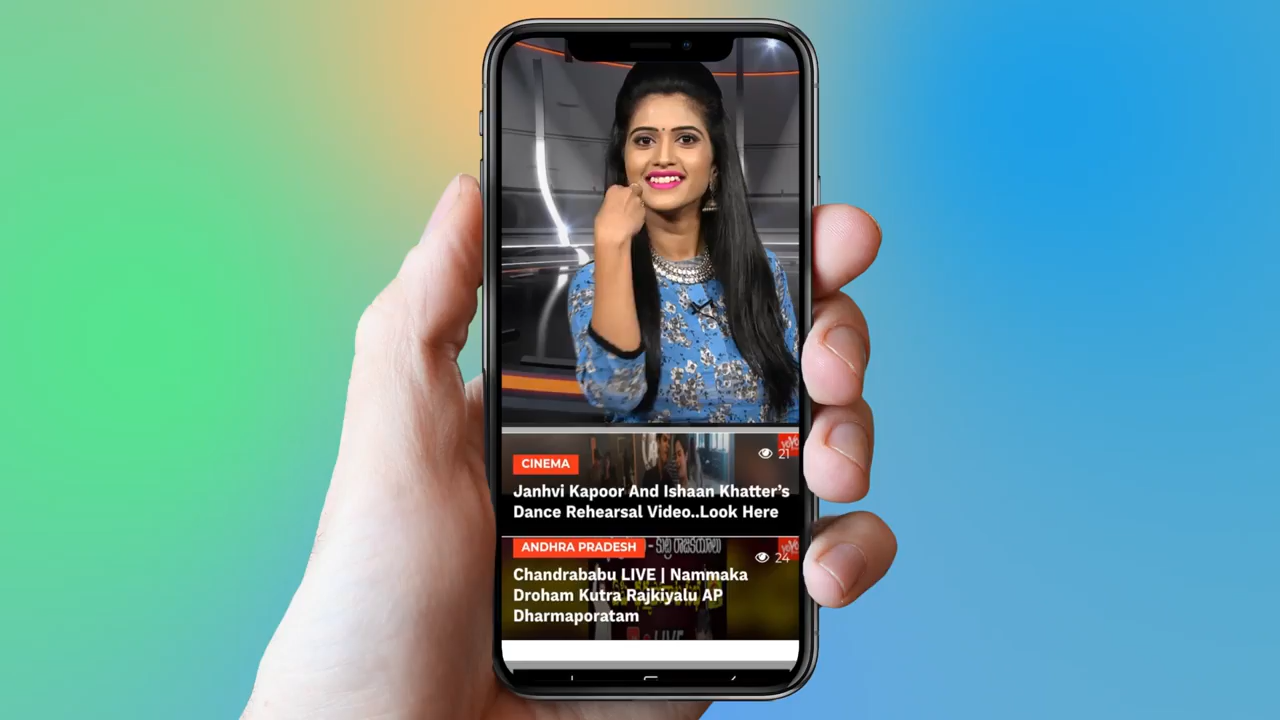 21
CINEMA
Janhvi Kapoor And Ishaan Khatter's
Dance Rehearsal Video..Look Here
ANDHRA PRADESH
24
Chandrababu LIVE | Nammaka
Droham Kutra Rajkiyalu AP
Dharmaporatam